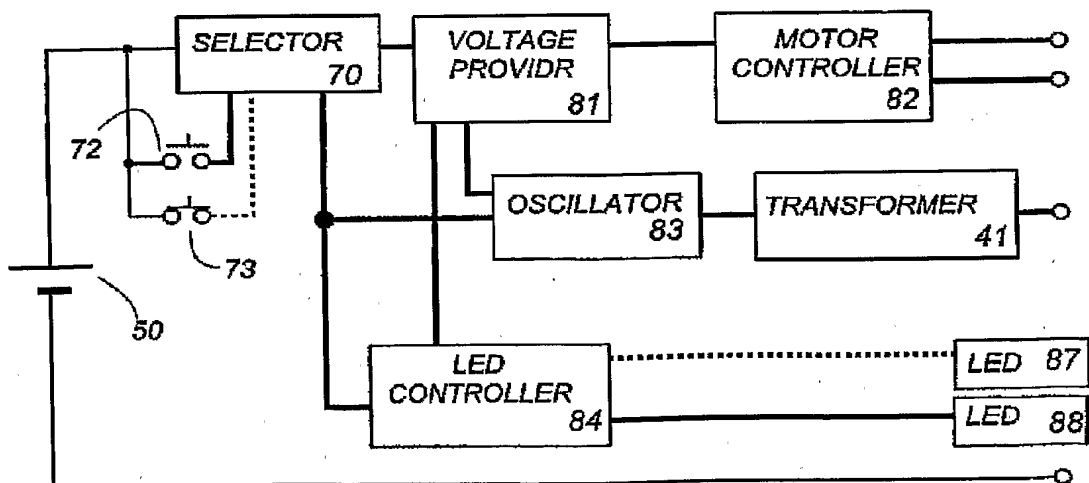 SELECTOR
70
VOLTAGE
PROVIDR
81
MOTOR
CONTROLLER
82
72
OSCILLATOR
83
TRANSFORMER
41
73
50
LED
CONTROLLER
84
LED 87
LED 88